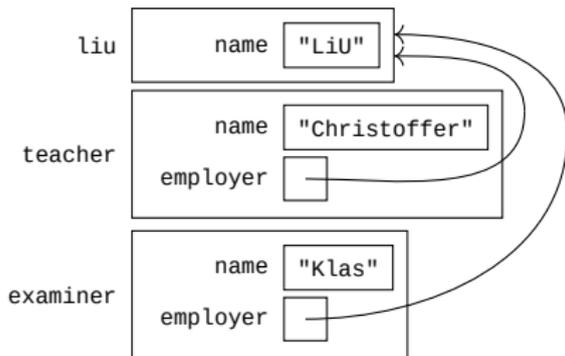 liu name "LiU"
name "Christoffer"
teacher
employer
name "Klas"
examiner
employer